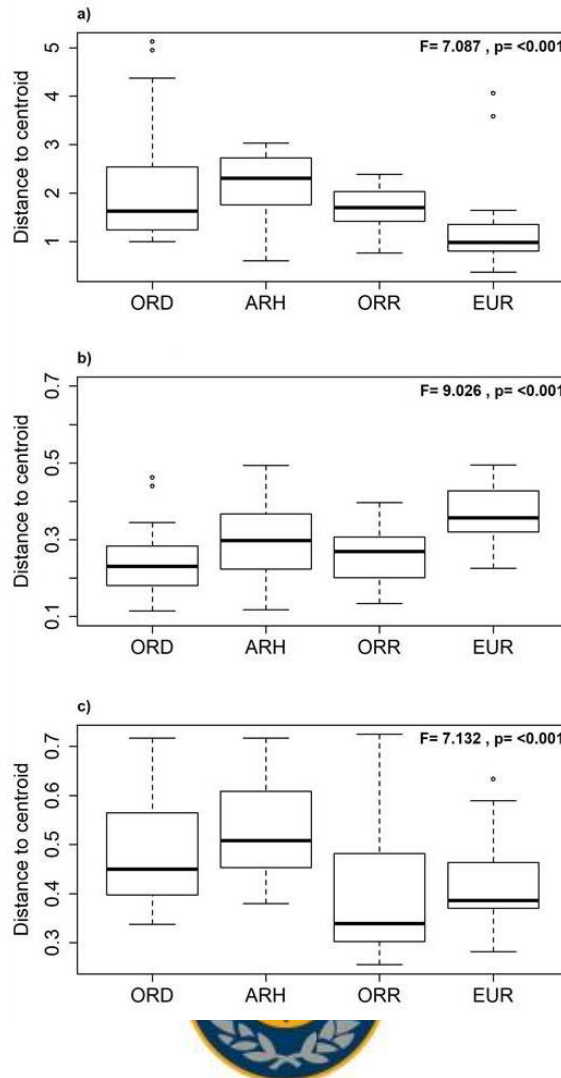 a)
F= 7.087 , p= <0.001
Distance to centroid
5
4
3
2
1
ORD ARH ORR EUR
b)
F= 9.026 , p= <0.001
Distance to centroid
0.7
0.5
0.3
0.1
ORD ARH ORR EUR
c)
F= 7.132 , p= <0.001
Distance to centroid
0.7
0.6
0.5
0.4
0.3
ORD ARH ORR EUR